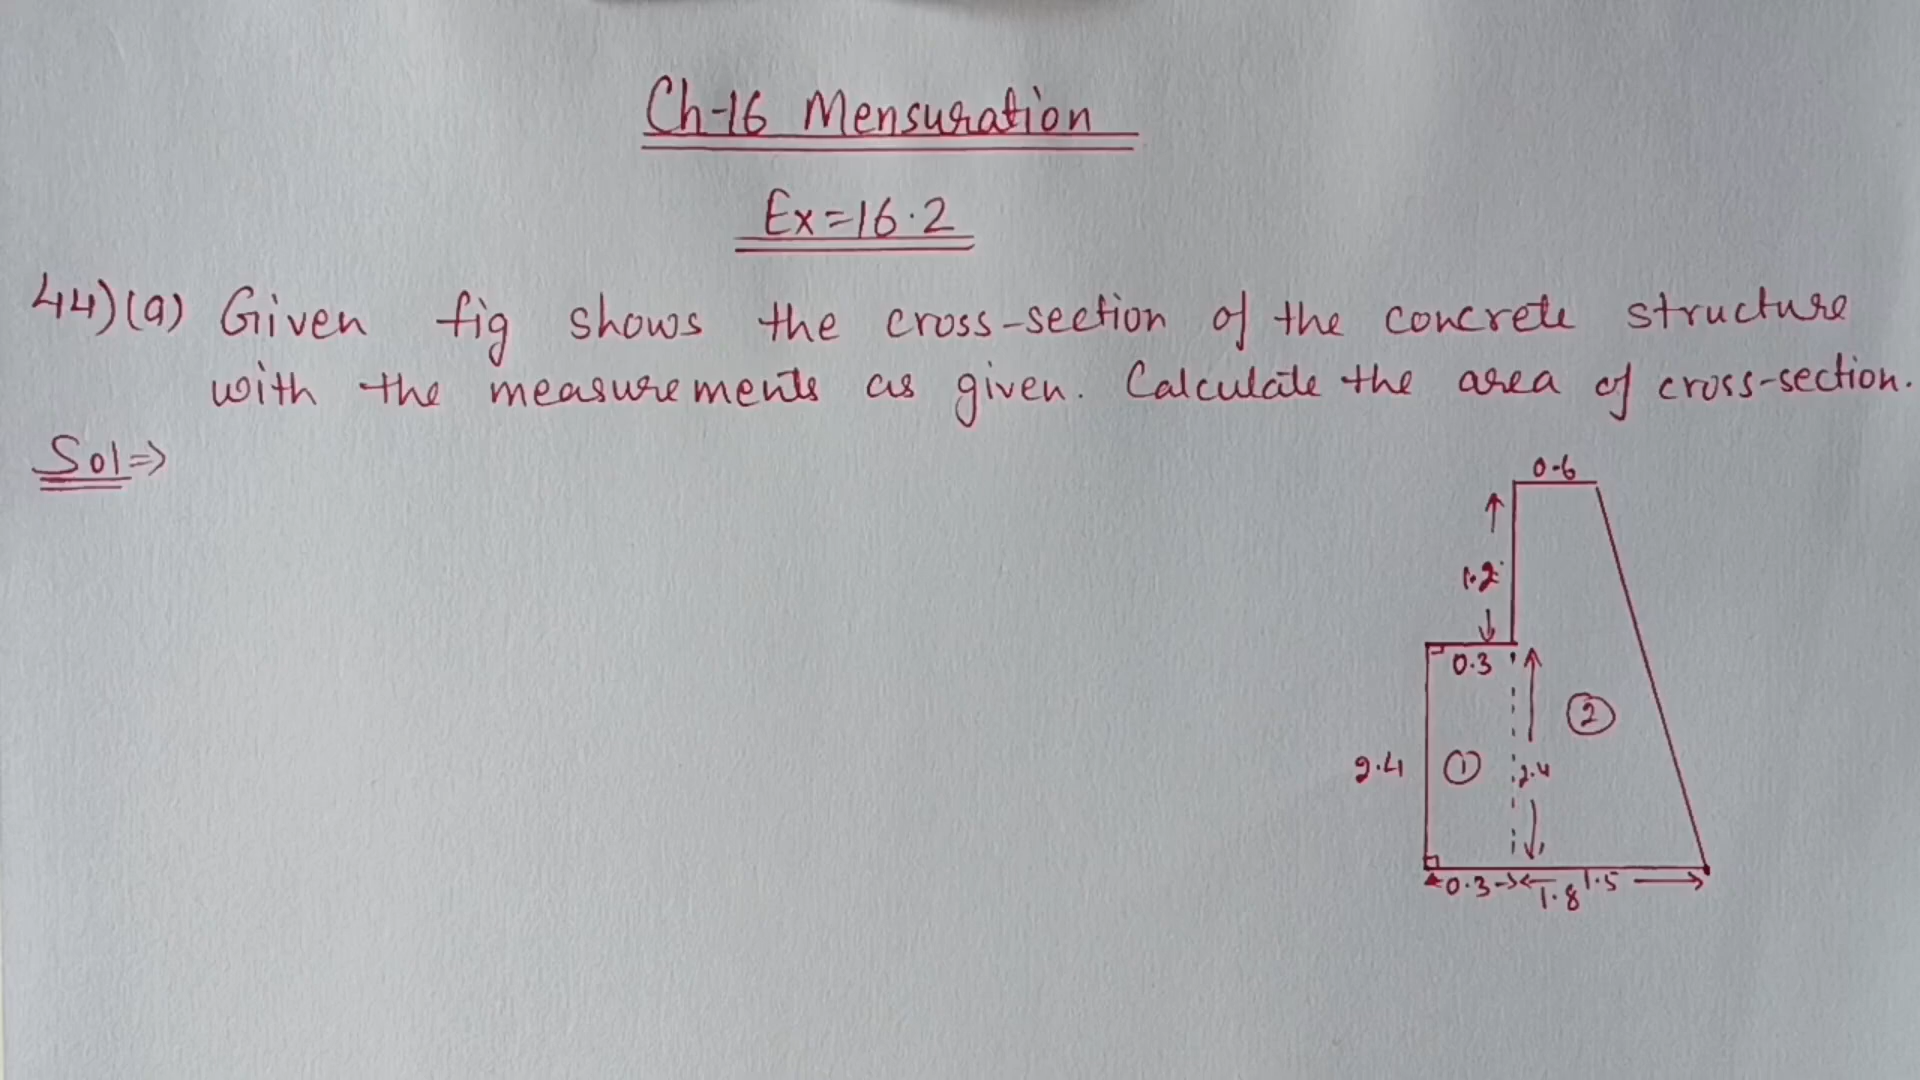 Ch-16 Mensuration
Ex=16.2
44)(a) Given fig shows the cross-section of the concrete structure
with the measurements as given. Calculate the area of cross-section.
Sol⇒
0.6
1.2
0.3
2
2.4
1
2.4
0.3
1.8
1.5